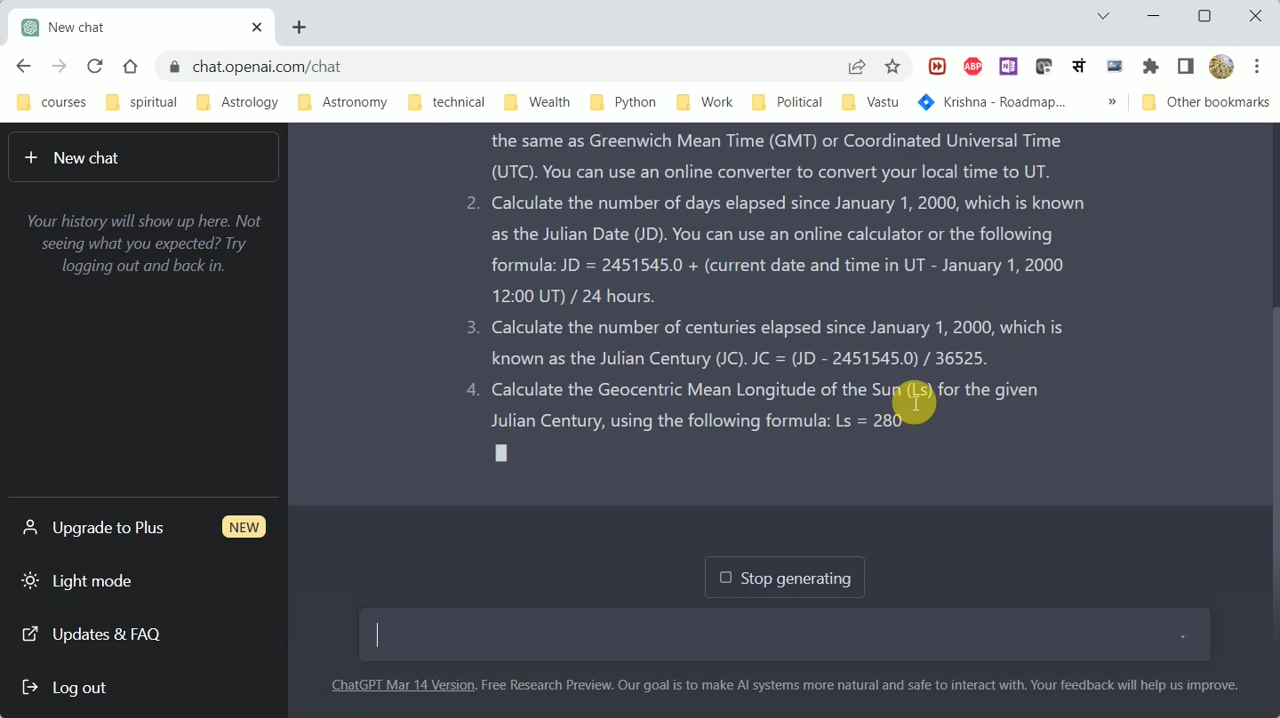 New chat
chat.openai.com/chat
ABP
सं
courses
spiritual
Astrology
Astronomy
technical
Wealth
Python
Work
Political
Vastu
Krishna - Roadmap...
»
Other bookmarks
+ New chat
Your history will show up here. Not
seeing what you expected? Try
logging out and back in.
Upgrade to Plus
NEW
Light mode
Updates & FAQ
Log out
the same as Greenwich Mean Time (GMT) or Coordinated Universal Time
(UTC). You can use an online converter to convert your local time to UT.
2. Calculate the number of days elapsed since January 1, 2000, which is known
as the Julian Date (JD). You can use an online calculator or the following
formula: JD = 2451545.0 + (current date and time in UT - January 1, 2000
12:00 UT) / 24 hours.
3. Calculate the number of centuries elapsed since January 1, 2000, which is
known as the Julian Century (JC). JC = (JD - 2451545.0) / 36525.
4. Calculate the Geocentric Mean Longitude of the Sun (Ls) for the given
Julian Century, using the following formula: Ls = 280
Stop generating
ChatGPT Mar 14 Version. Free Research Preview. Our goal is to make AI systems more natural and safe to interact with. Your feedback will help us improve.